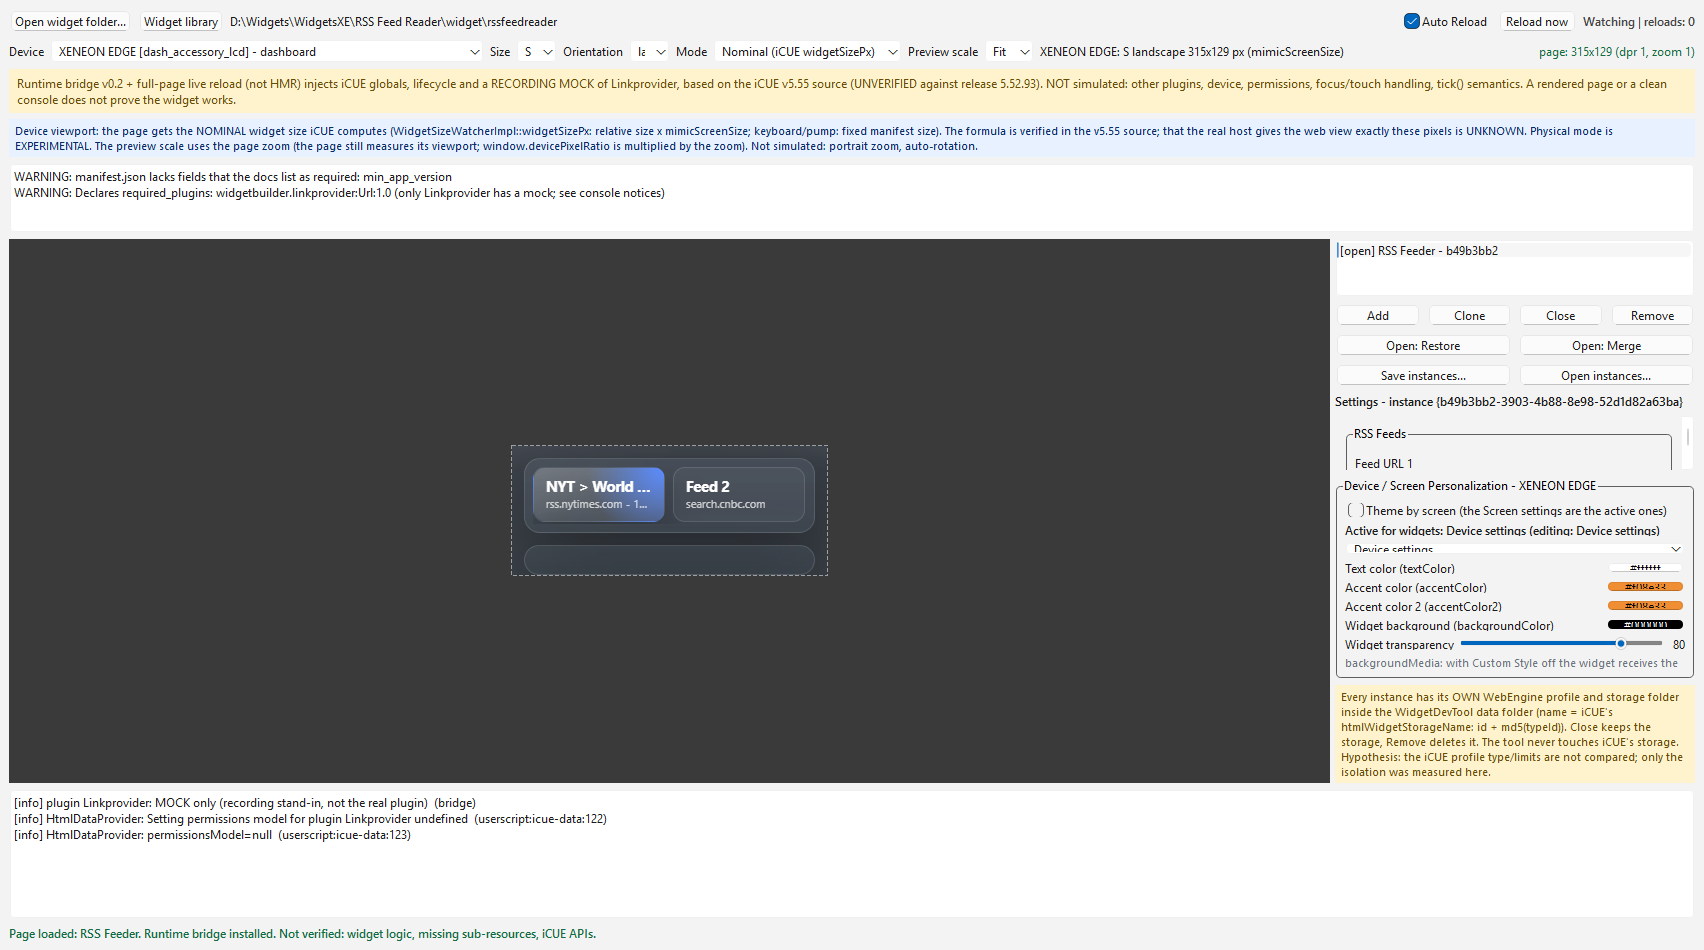 Open widget folder... Widget library D:\Widgets\WidgetsXE\RSS Feed Reader\widget\rssfeedreader Auto Reload Reload now Watching | reloads: 0
Device XENEON EDGE [dash_accessory_lcd] - dashboard Size S Orientation Mode Nominal (iCUE widgetSizePx) Preview scale Fit XENEON EDGE: S landscape 315x129 px (mimicScreenSize) page: 315x129 (dpr 1, zoom 1)
Runtime bridge v0.2 + full-page live reload (not HMR) injects iCUE globals, lifecycle and a RECORDING MOCK of Linkprovider, based on the iCUE v5.55 source (UNVERIFIED against release 5.52.93). NOT simulated: other plugins, device, permissions, focus/touch handling, tick() semantics. A rendered page or a clean
console does not prove the widget works.
Device viewport: the page gets the NOMINAL widget size iCUE computes (WidgetSizeWatcherImpl::widgetSizePx: relative size x mimicScreenSize; keyboard/pump: fixed manifest size). The formula is verified in the v5.55 source; that the real host gives the web view exactly these pixels is UNKNOWN. Physical mode is
EXPERIMENTAL. The preview scale uses the page zoom (the page still measures its viewport; window.devicePixelRatio is multiplied by the zoom). Not simulated: portrait zoom, auto-rotation.
WARNING: manifest.json lacks fields that the docs list as required: min_app_version
WARNING: Declares required_plugins: widgetbuilder.linkprovider:Url:1.0 (only Linkprovider has a mock; see console notices)
NYT > World ...
rss.nytimes.com - 1...
Feed 2
search.cnbc.com
[open] RSS Feeder - b49b3bb2
Add Clone Close Remove
Open: Restore Open: Merge
Save instances... Open instances...
Settings - instance {b49b3bb2-3903-4b88-8e98-52d1d82a63ba}
RSS Feeds
Feed URL 1
Device / Screen Personalization - XENEON EDGE
Theme by screen (the Screen settings are the active ones)
Active for widgets: Device settings (editing: Device settings)
Device settings
Text color (textColor) #ffffff
Accent color (accentColor)
Accent color 2 (accentColor2)
Widget background (backgroundColor) #000000
Widget transparency 80
backgroundMedia: with Custom Style off the widget receives the
Every instance has its OWN WebEngine profile and storage folder
inside the WidgetDevTool data folder (name = iCUE's
htmlWidgetStorageName: id + md5(typeId)). Close keeps the
storage, Remove deletes it. The tool never touches iCUE's storage.
Hypothesis: the iCUE profile type/limits are not compared; only the
isolation was measured here.
[info] plugin Linkprovider: MOCK only (recording stand-in, not the real plugin) (bridge)
[info] HtmlDataProvider: Setting permissions model for plugin Linkprovider undefined (userscript:icue-data:122)
[info] HtmlDataProvider: permissionsModel=null (userscript:icue-data:123)
Page loaded: RSS Feeder. Runtime bridge installed. Not verified: widget logic, missing sub-resources, iCUE APIs.